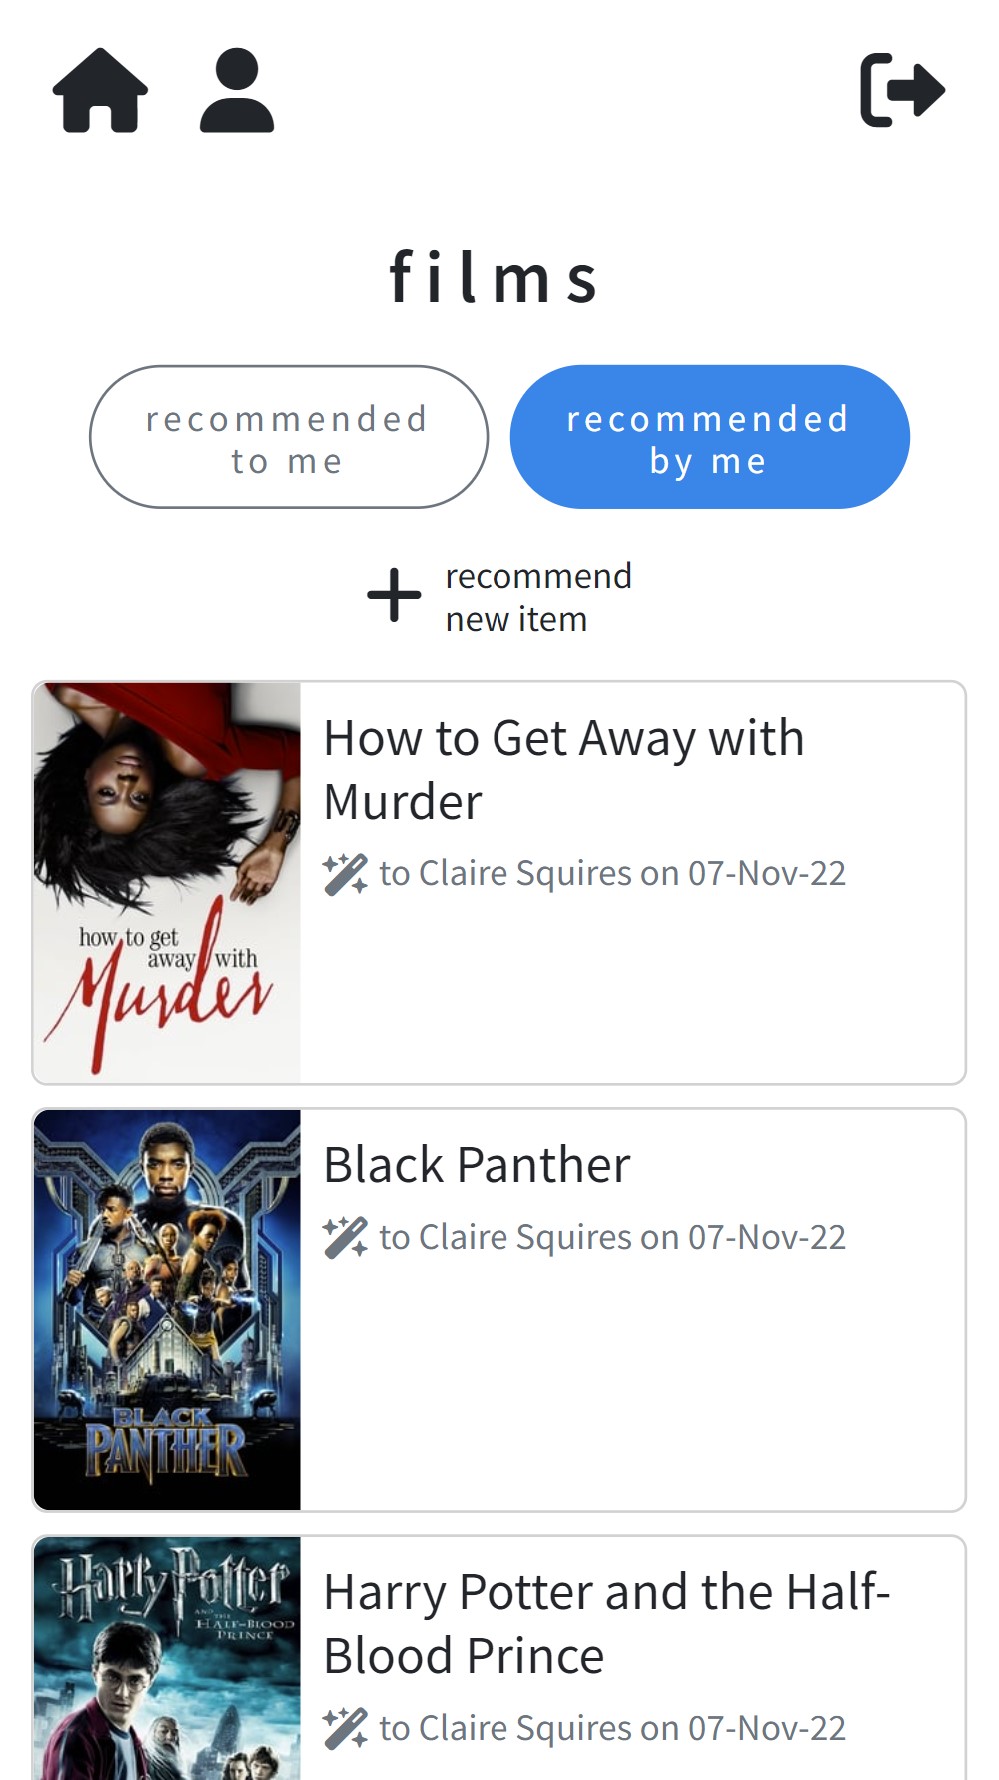 films
recommended
to me
recommended
by me
recommend
new item
How to Get Away with
Murder
to Claire Squires on 07-Nov-22
how to get
away with
Murder
Black Panther
to Claire Squires on 07-Nov-22
BLACK
PANTHER
Harry Potter and the Half-
Blood Prince
to Claire Squires on 07-Nov-22
Harry Potter
AND THE
HALF-BLOOD
PRINCE